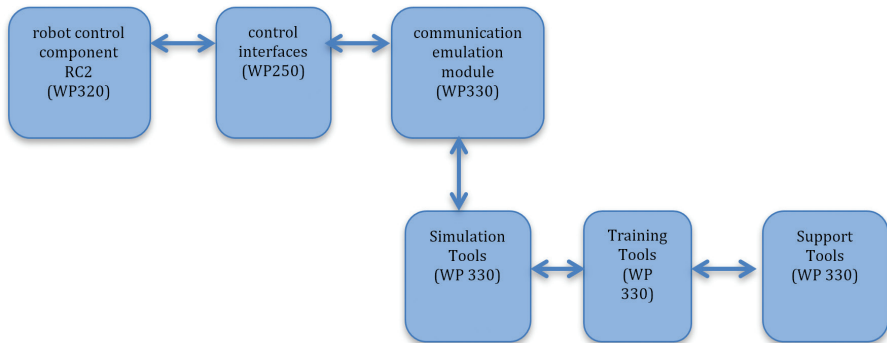 robot control
component
RC2
(WP320)
control
interfaces
(WP250)
communication
emulation
module
(WP330)
Simulation
Tools
(WP 330)
Training
Tools
(WP
330)
Support
Tools
(WP 330)